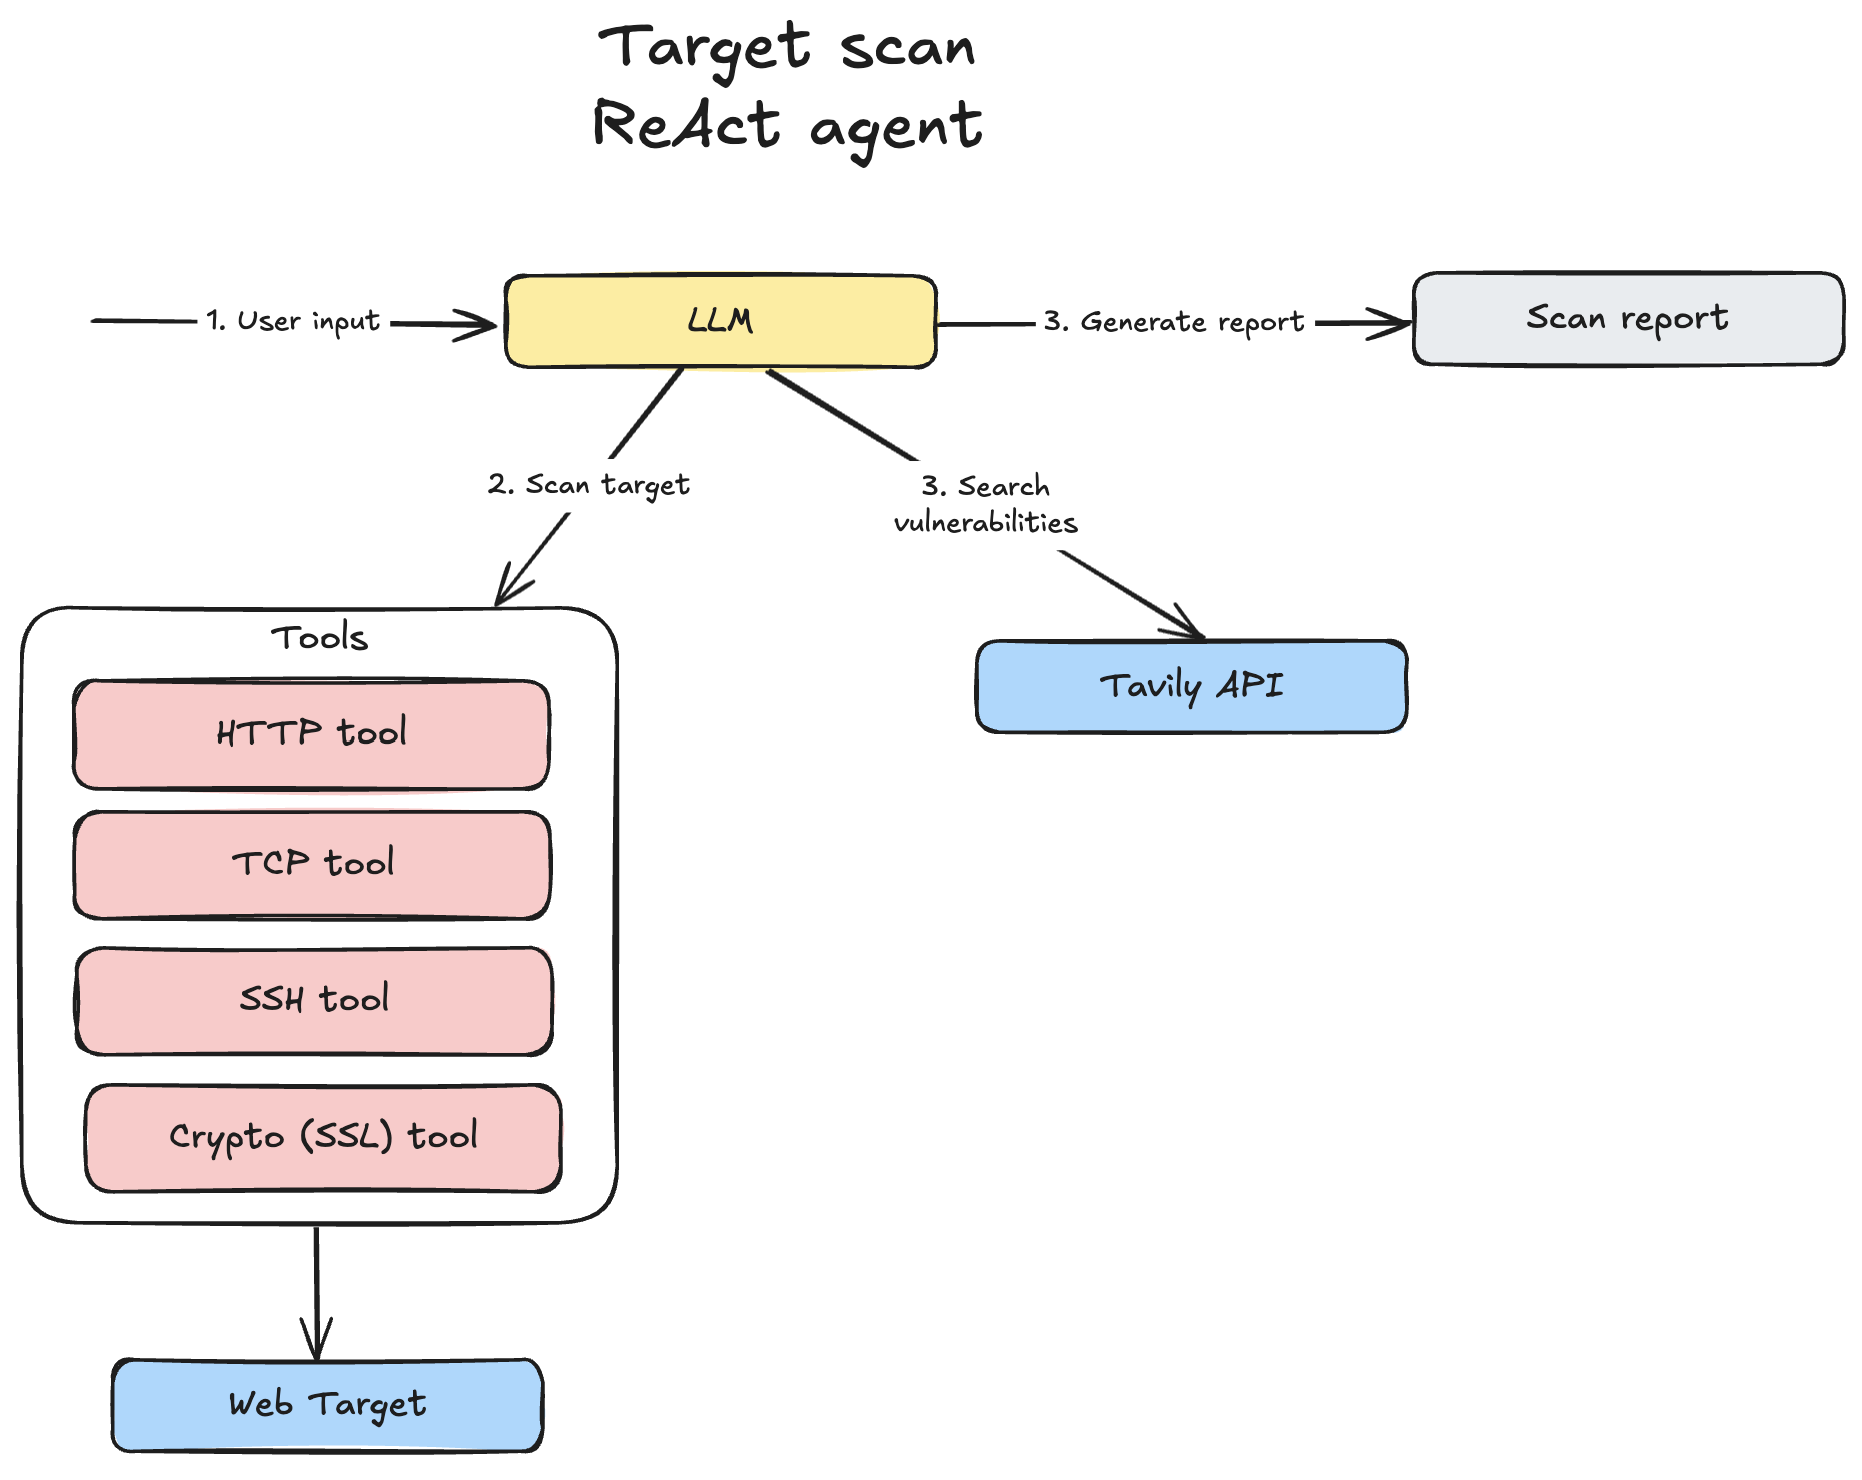 Target scan
ReAct agent
1. User input
LLM
3. Generate report
Scan report
2. Scan target
3. Search
vulnerabilities
Tools
HTTP tool
TCP tool
SSH tool
Crypto (SSL) tool
Tavily API
Web Target